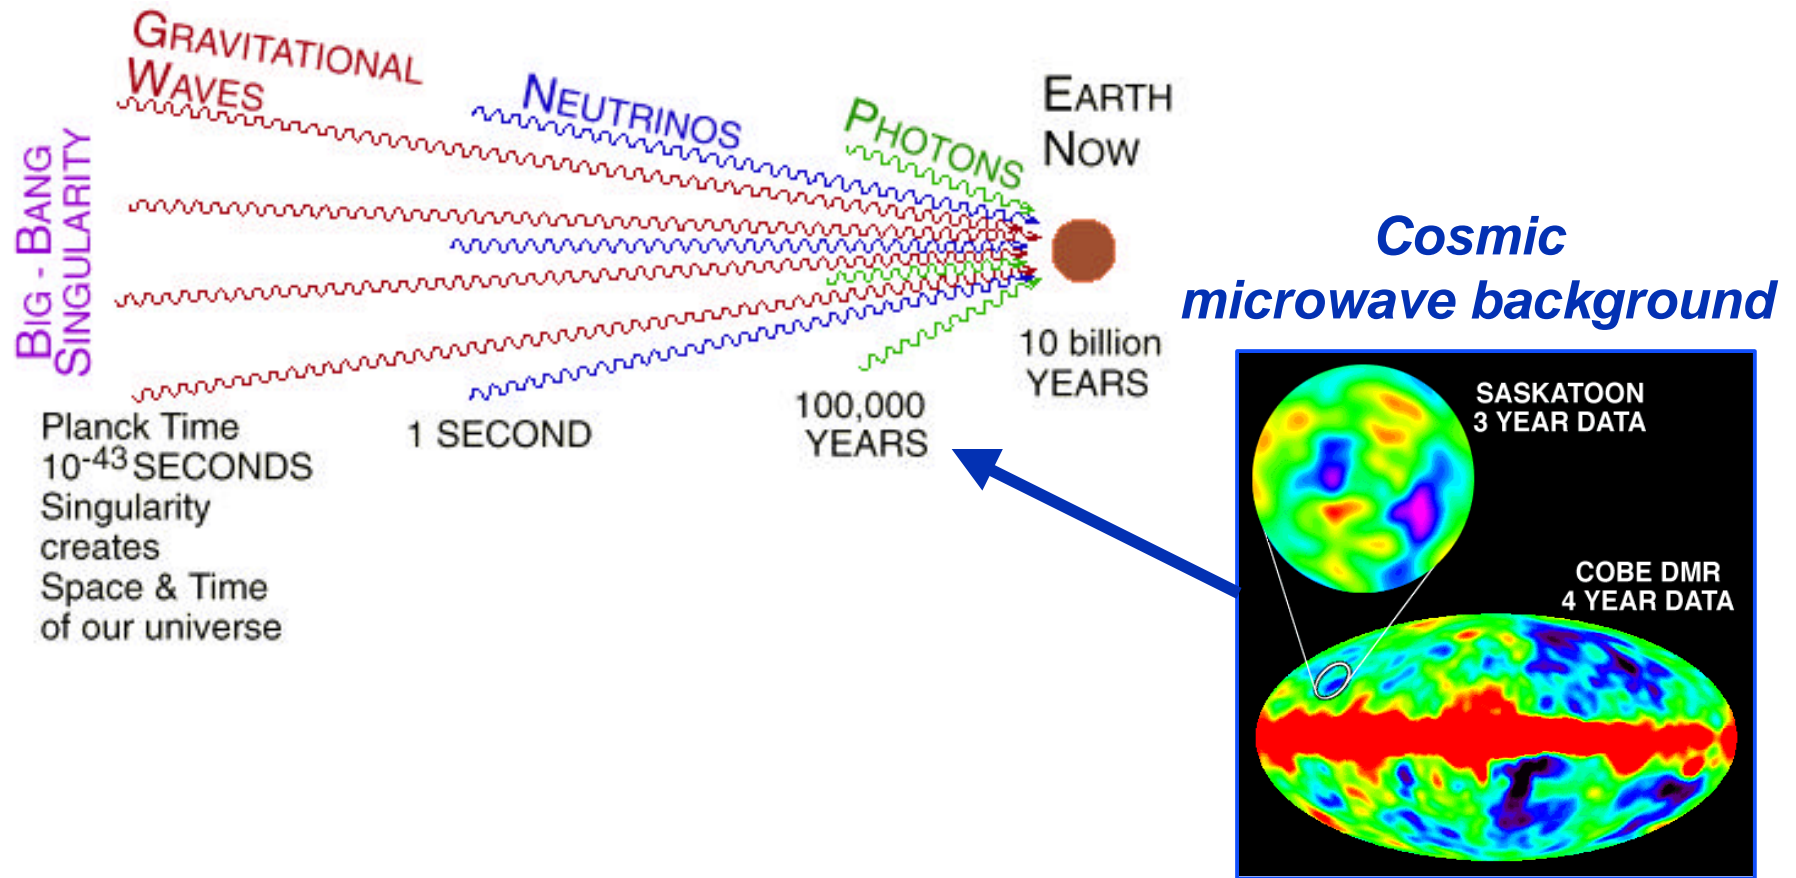 GRAVITATIONAL
WAVES
NEUTRINOS
PHOTONS
EARTH
NOW
BIG - BANG
SINGULARITY
Planck Time
10-43 SECONDS
Singularity
creates
Space & Time
of our universe
1 SECOND
100,000
YEARS
10 billion
YEARS
Cosmic
microwave background
SASKATOON
3 YEAR DATA
COBE DMR
4 YEAR DATA